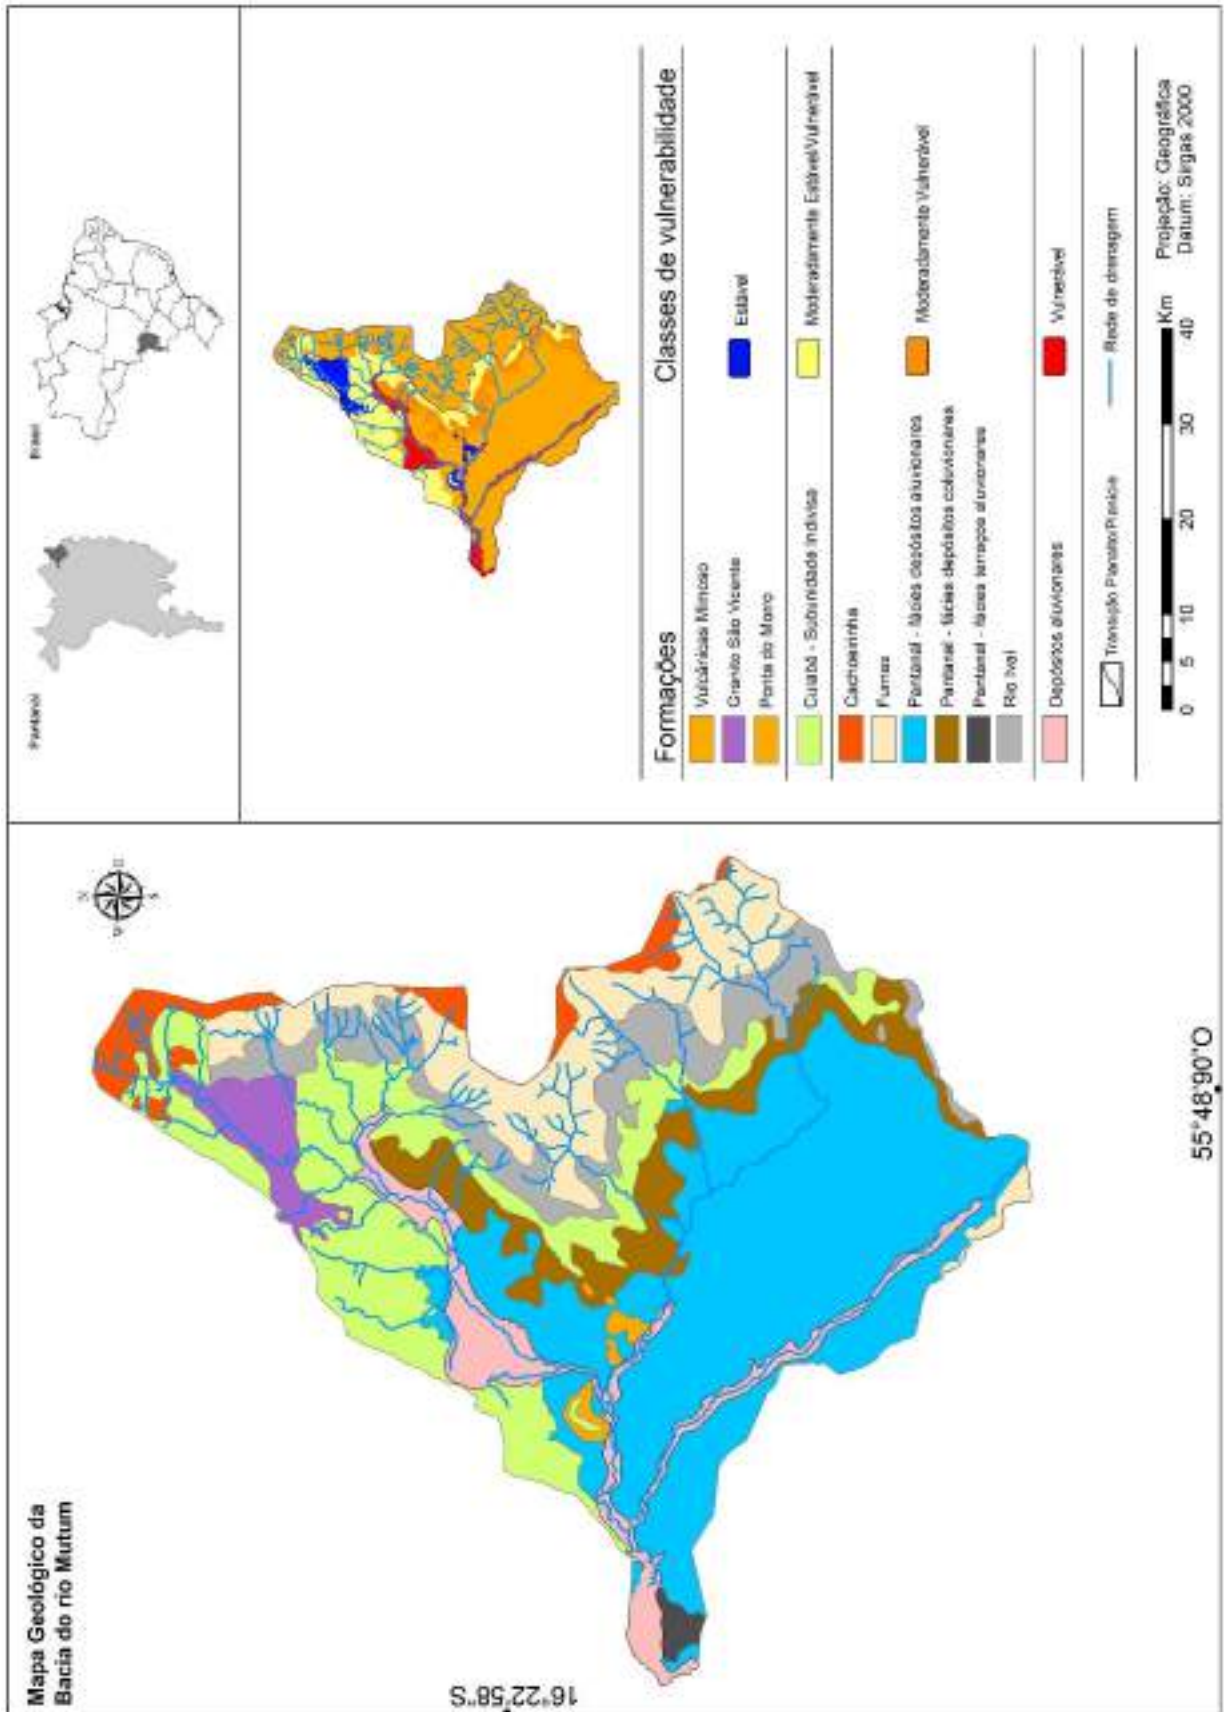 Mapa Geológico da
Bacia do rio Mutum
16°22'58"S
55°48'90"O
N
S
Pantanal
Brasil
Formações
Classes de vulnerabilidade
Vulcânicas Mimoso
Granito São Vicente
Ponta do Morro
Estável
Cuiabá - Subunidade Indivisa
Moderadamente Estável/Vulnerável
Cachoeirinha
Furnas
Pantanal - fácies depósitos aluvionares
Pantanal - fácies depósitos coluvionares
Pantanal - fácies terraços aluvionares
Rio Ivaí
Moderadamente Vulnerável
Depósitos aluvionares
Vulnerável
Transição Planalto/Planície
Rede de drenagem
0 5 10 20 30 40
Km
Projeção: Geográfica
Datum: Sirgas 2000